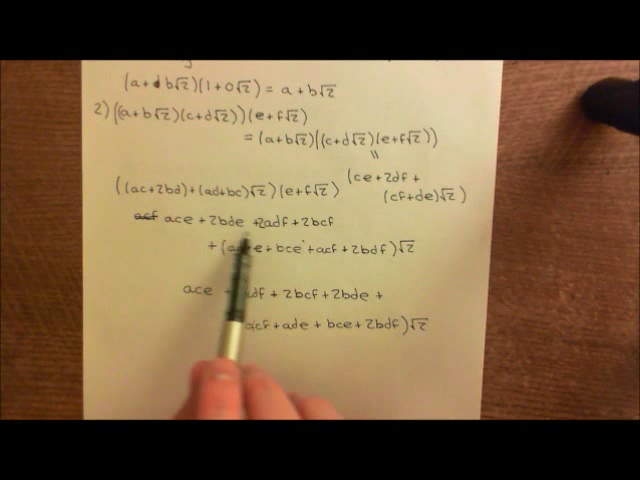 (a+b√2)(1+0√2) = a+b√2
2) ((a+b√2)(c+d√2))(e+f√2)
= (a+b√2)((c+d√2)(e+f√2))
((ac+2bd)+(ad+bc)√2)(e+f√2) (ce+2df+
(cf+de)√2)
ace + 2bde + 2adf + 2bcf
+ (ade + bce + acf + 2bdf)√2
ace + 2adf + 2bcf + 2bde +
acf + ade + bce + 2bdf)√2